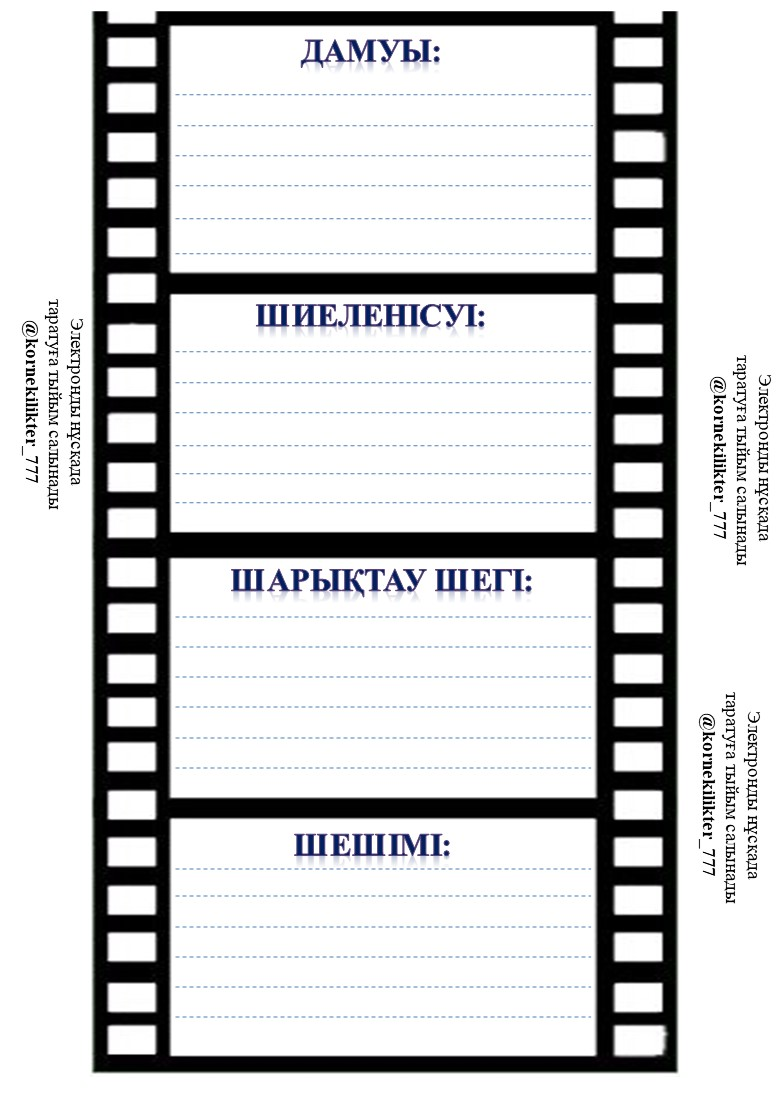 ДАМУЫ:
ШИЕЛЕНІСУІ:
ШАРЫҚТАУ ШЕГІ:
ШЕШІМІ:
Электронды нұсқада
таратуға тыйым салынады
@kornekilikter_777
Электронды нұсқада
таратуға тыйым салынады
@kornekilikter_777
Электронды нұсқада
таратуға тыйым салынады
@kornekilikter_777